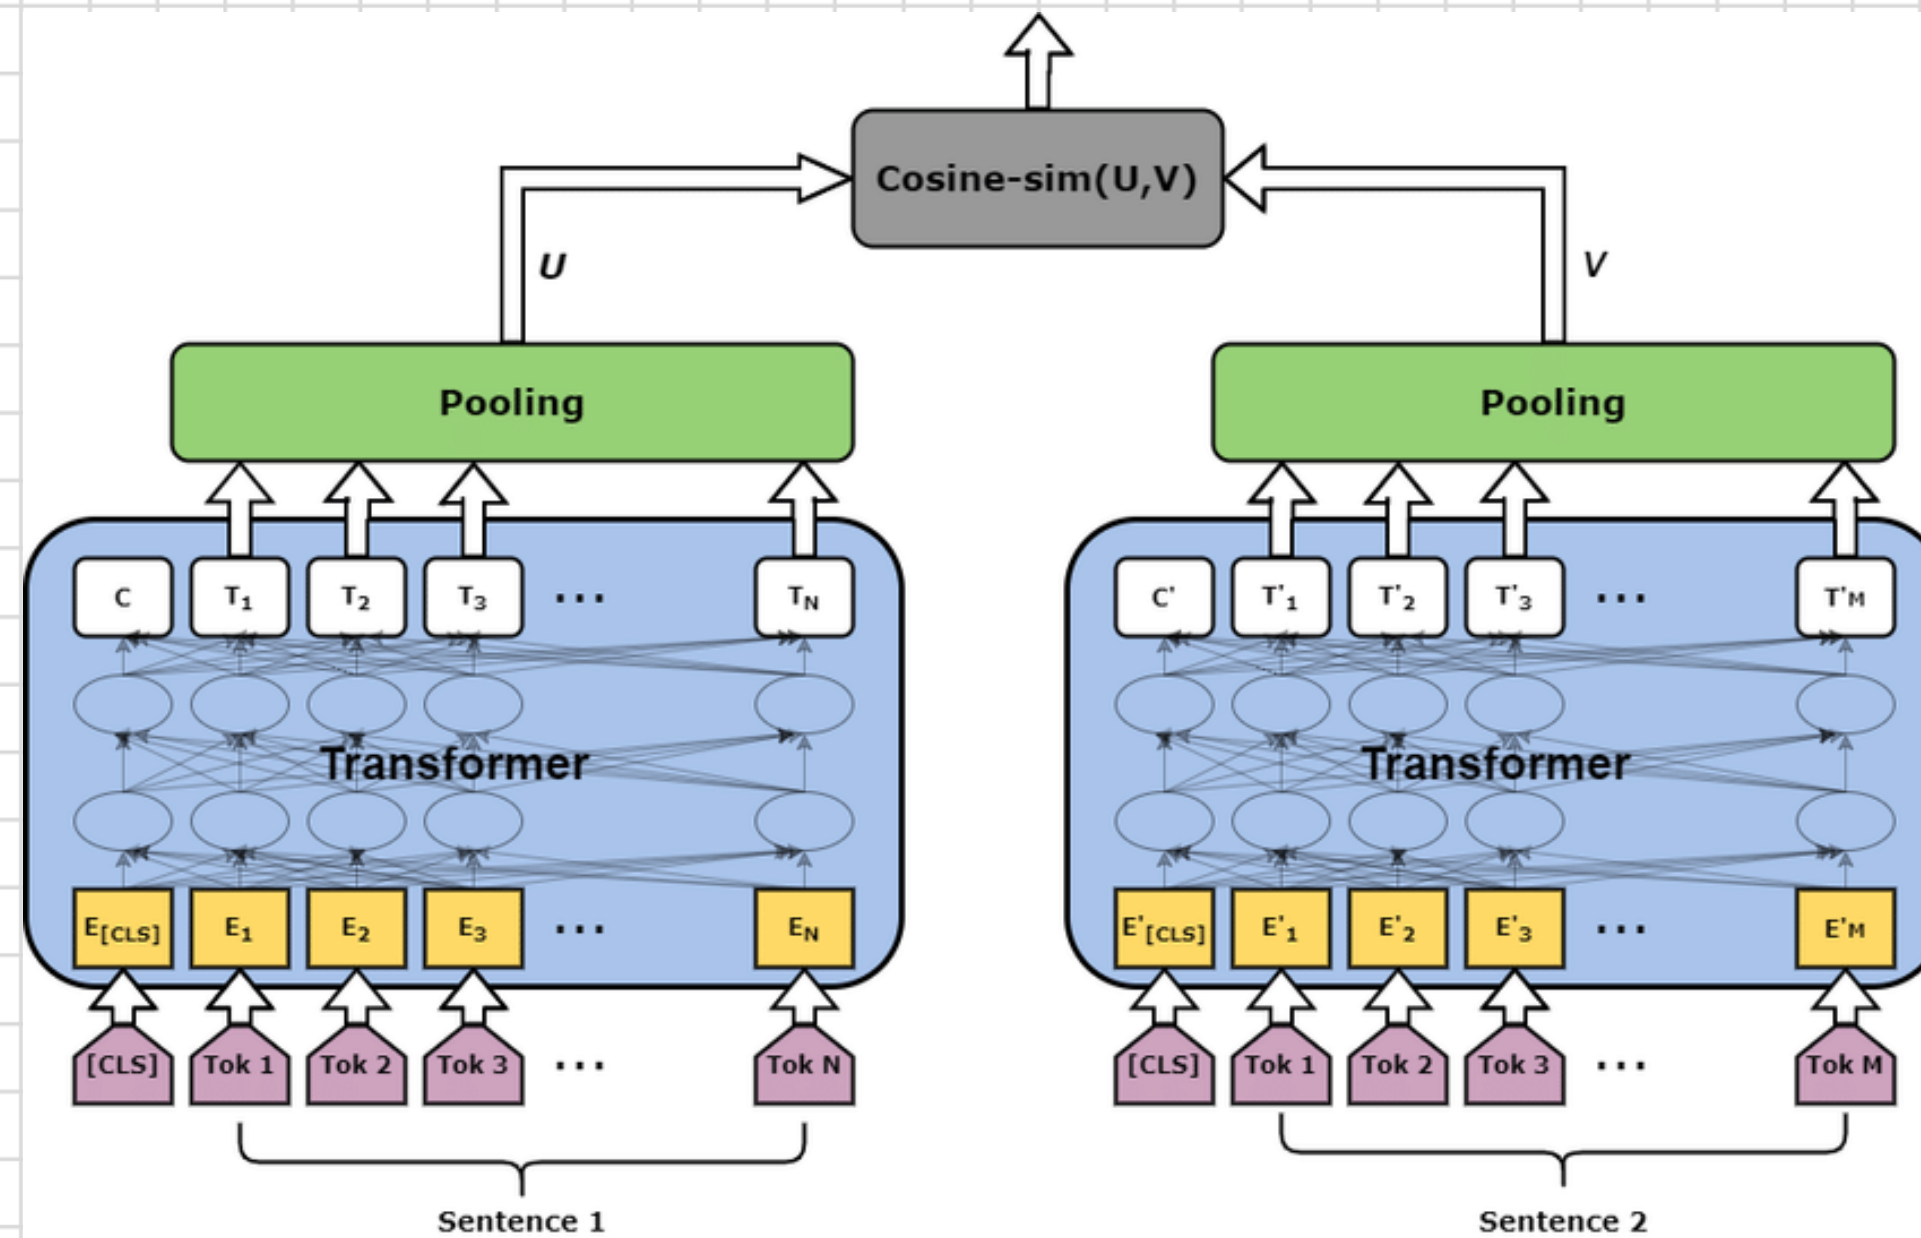 Cosine-sim(U,V)
U
V
Pooling
Pooling
C T1 T2 T3 ... TN
C' T'1 T'2 T'3 ... T'M
Transformer
Transformer
E[CLS] E1 E2 E3 ... EN
E'[CLS] E'1 E'2 E'3 ... E'M
[CLS] Tok 1 Tok 2 Tok 3 ... Tok N
[CLS] Tok 1 Tok 2 Tok 3 ... Tok M
Sentence 1
Sentence 2